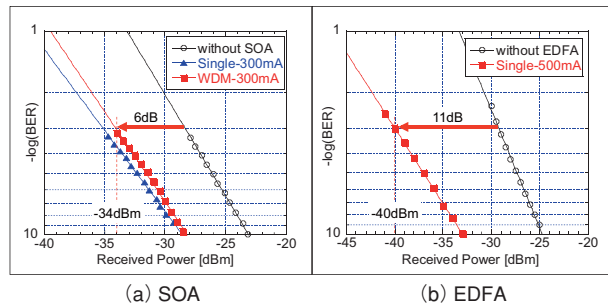 1
without SOA
Single-300mA
WDM-300mA
6dB
-log(BER)
-34dBm
10
-40 -35 -30 -25 -20
Received Power [dBm]
(a) SOA
1
without EDFA
Single-500mA
11dB
-log(BER)
-40dBm
10
-45 -40 -35 -30 -25 -20
Received Power [dBm]
(b) EDFA